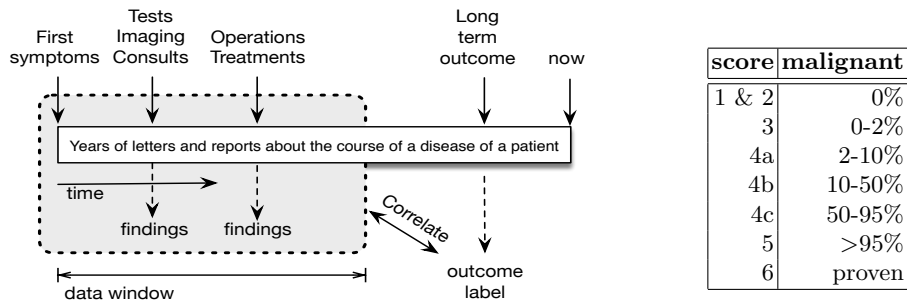 First
symptoms
Tests
Imaging
Consults
Operations
Treatments
Long
term
outcome
now
Years of letters and reports about the course of a disease of a patient
time
findings
findings
Correlate
outcome
label
data window
score malignant
1 & 2 0%
3 0-2%
4a 2-10%
4b 10-50%
4c 50-95%
5 >95%
6 proven